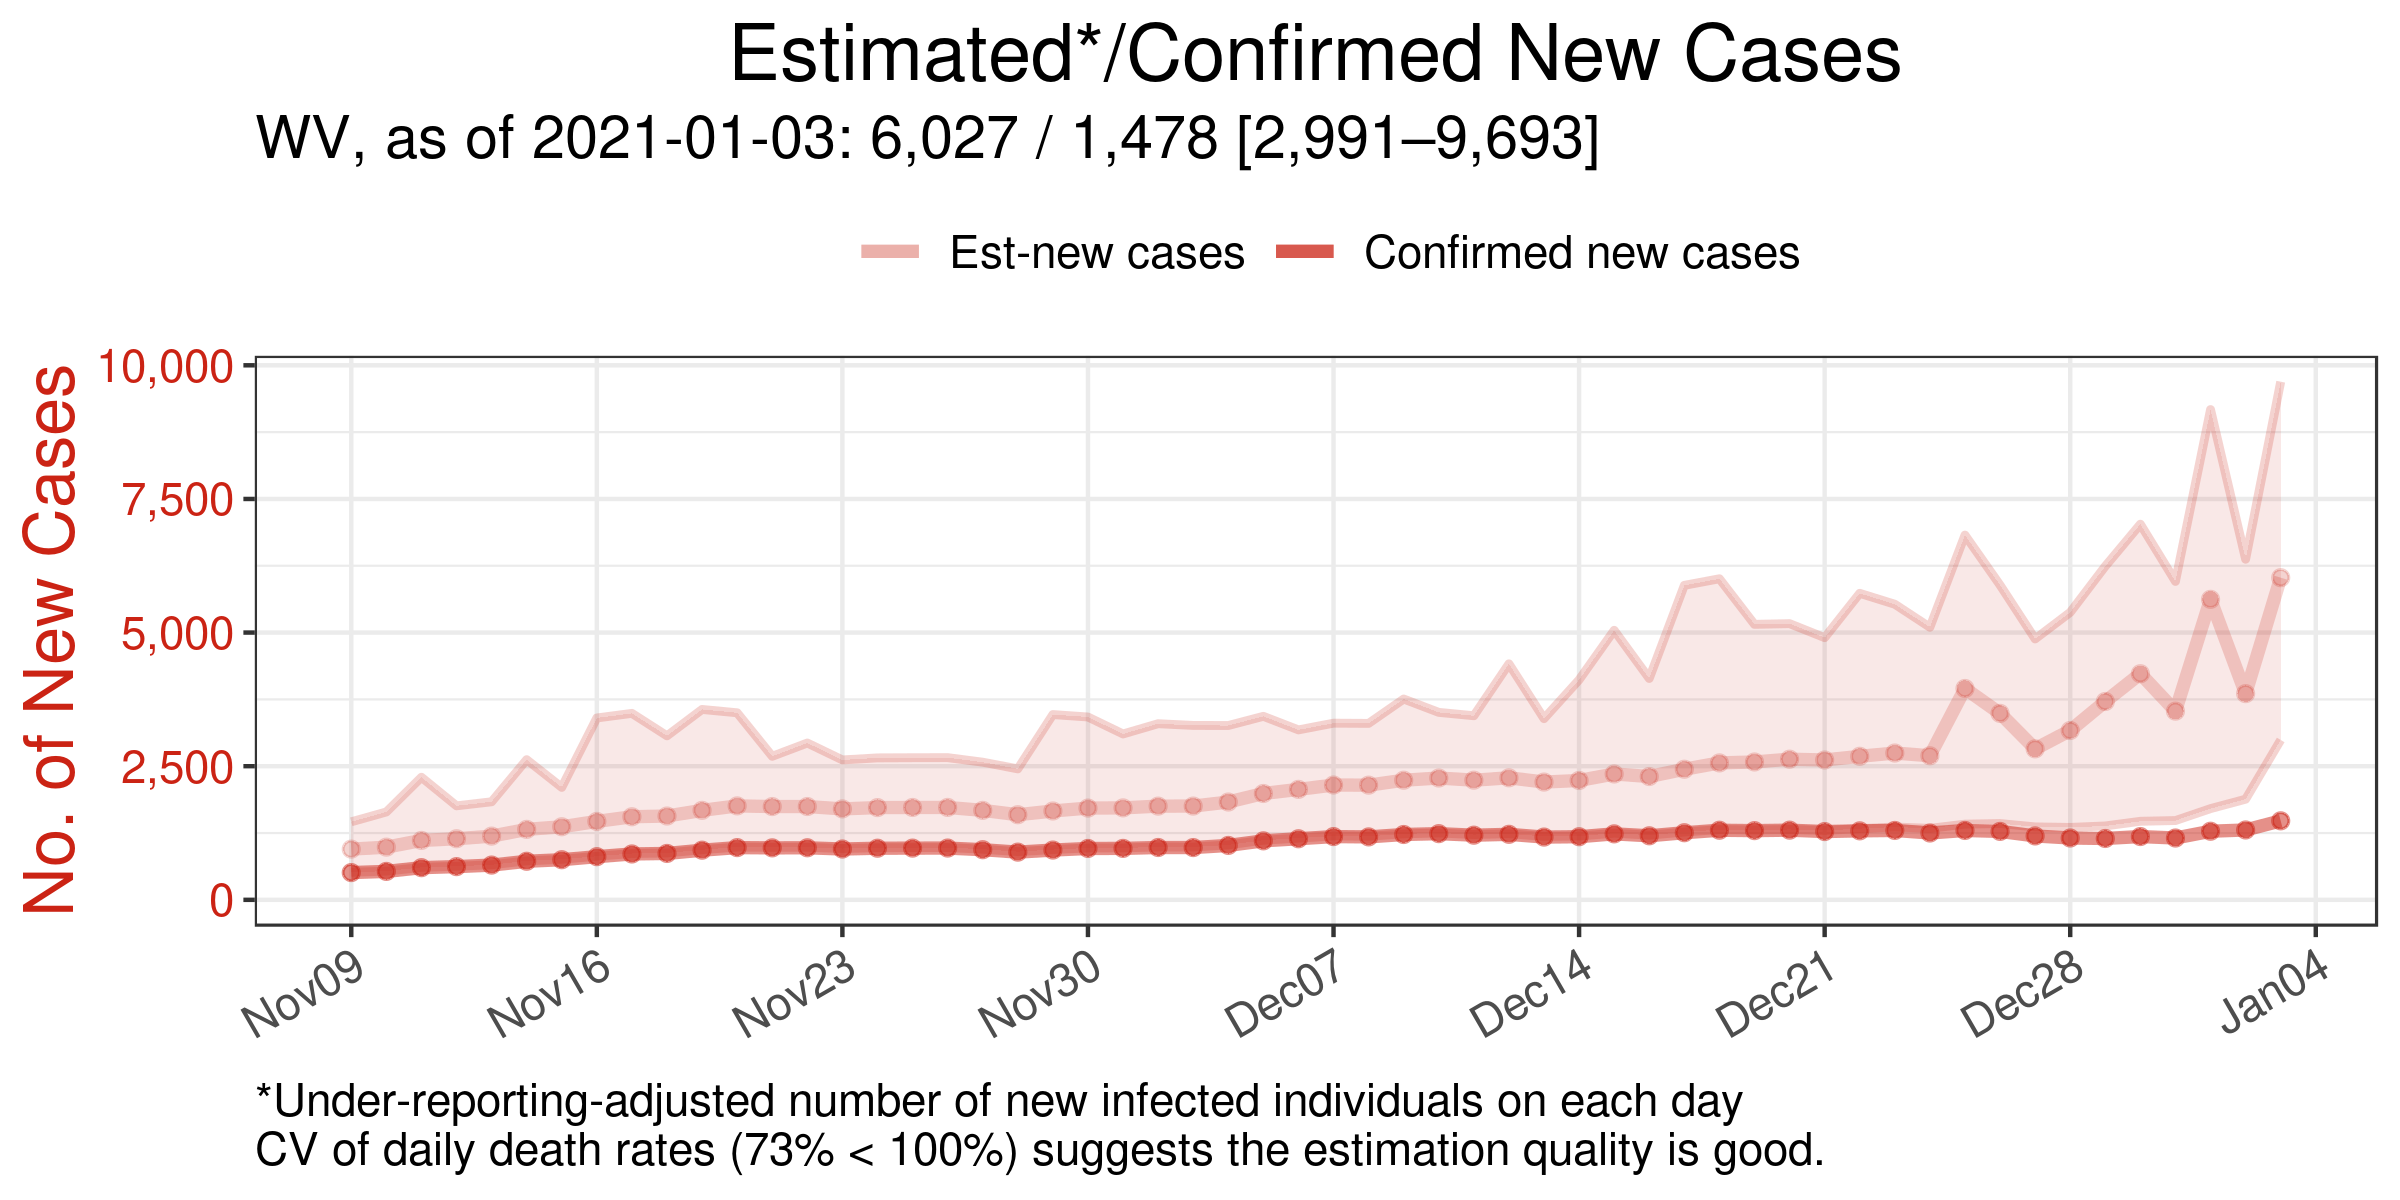 Estimated*/Confirmed New Cases
WV, as of 2021-01-03: 6,027 / 1,478 [2,991–9,693]
Est-new cases
Confirmed new cases
No. of New Cases
10,000
7,500
5,000
2,500
0
Nov09
Nov16
Nov23
Nov30
Dec07
Dec14
Dec21
Dec28
Jan04
*Under-reporting-adjusted number of new infected individuals on each day
CV of daily death rates (73% < 100%) suggests the estimation quality is good.